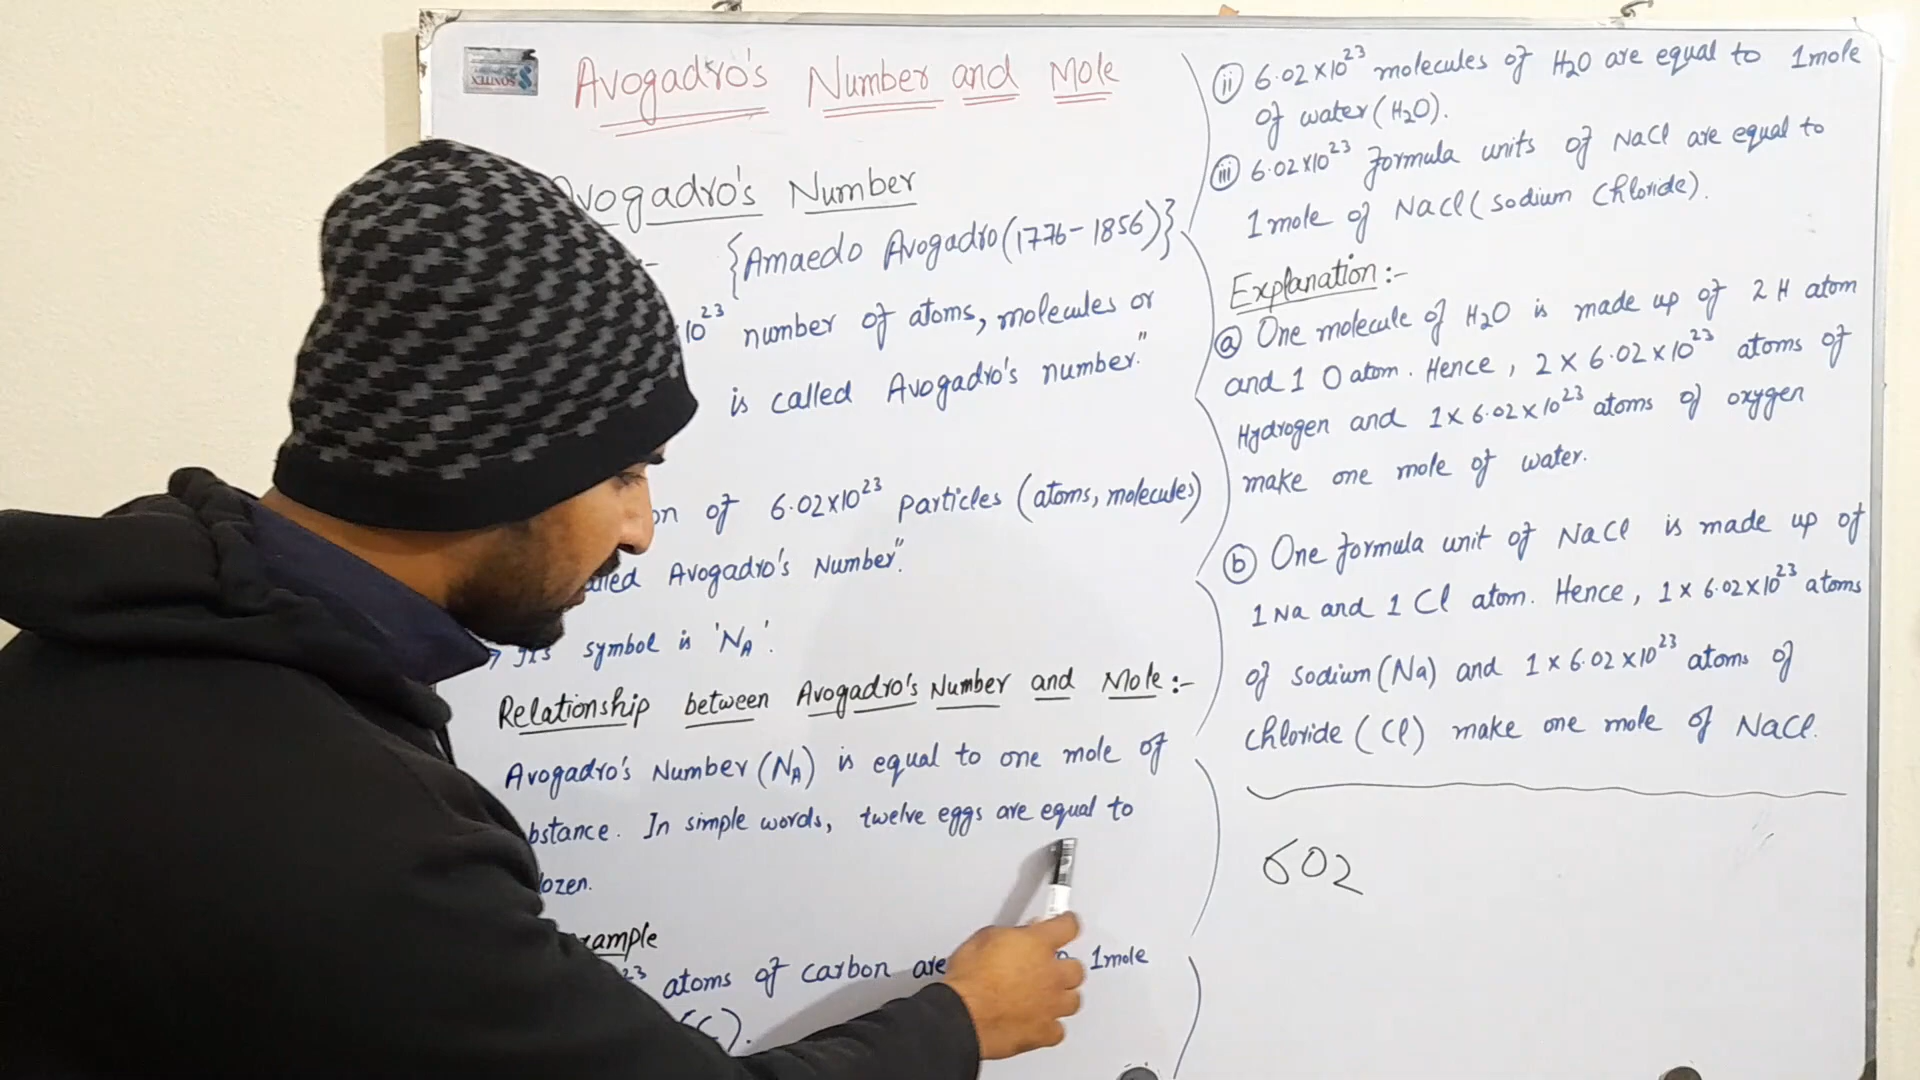 SONTEX
Avogadro's Number and Mole
Avogadro's Number
{Amaedo Avogadro (1776-1856)}
10²³ number of atoms, molecules or
is called Avogadro's number."
of 6.02x10²³ particles (atoms, molecules)
Avogadro's Number".
→ Its symbol is 'N_A'.
Relationship between Avogadro's Number and Mole:-
Avogadro's Number (N_A) is equal to one mole of
bstance. In simple words, twelve eggs are equal to
ozen.
ample
23 atoms of carbon are 1mole
(C).
(ii) 6.02x10²³ molecules of H2O are equal to 1mole
of water (H2O).
(iii) 6.02x10²³ formula units of NaCl are equal to
1mole of NaCl (sodium Chloride).
Explanation:-
(a) One molecule of H2O is made up of 2 H atom
and 1 O atom. Hence, 2 x 6.02x10²³ atoms of
Hydrogen and 1x6.02x10²³ atoms of oxygen
make one mole of water.
(b) One formula unit of NaCl is made up of
1 Na and 1 Cl atom. Hence, 1 x 6.02x10²³ atoms
of sodium (Na) and 1 x 6.02x10²³ atoms of
chloride (Cl) make one mole of NaCl.
602